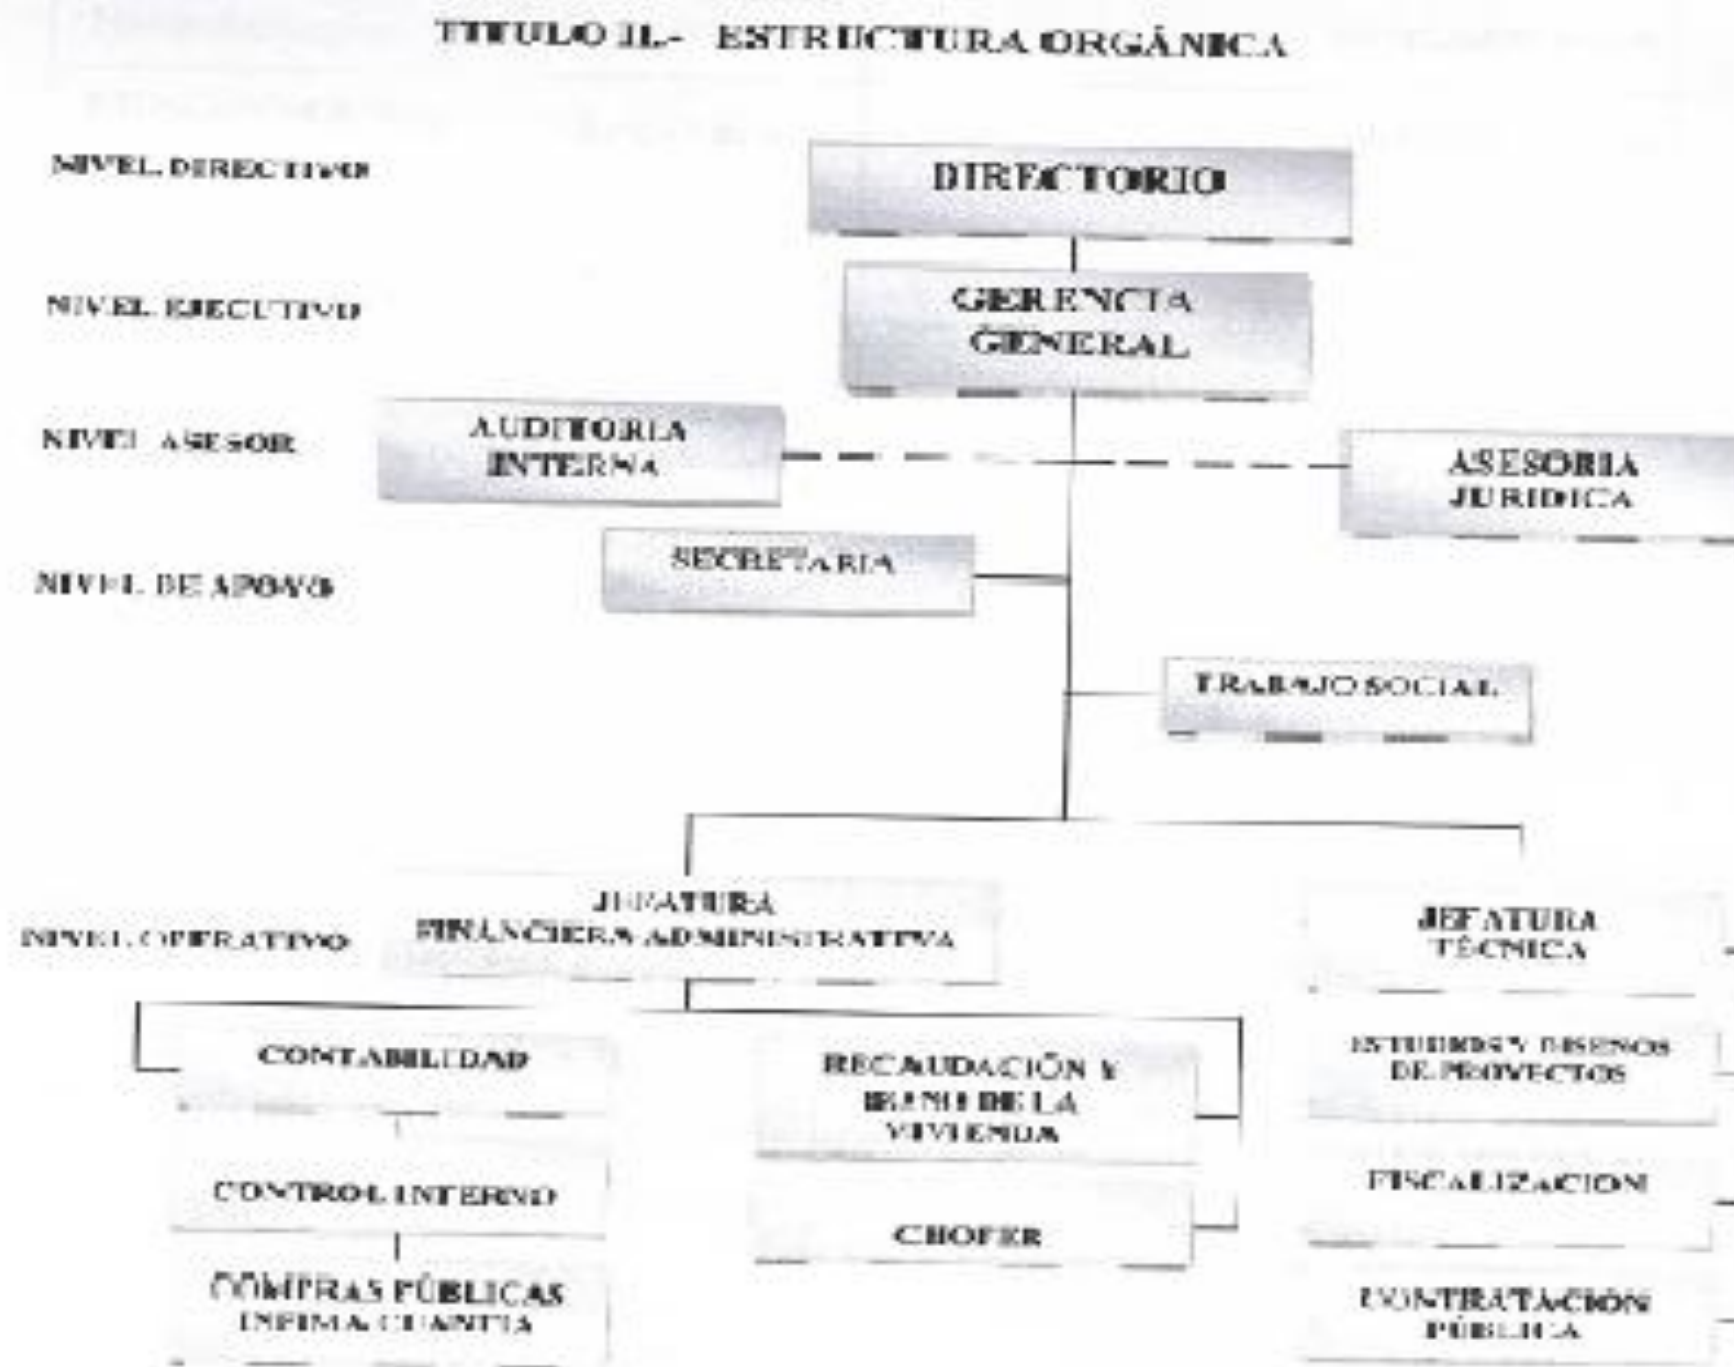 TITULO II.- ESTRUCTURA ORGÁNICA
NIVEL DIRECTIVO
DIRECTORIO
NIVEL EJECUTIVO
GERENCIA
GENERAL
NIVEL ASESOR
AUDITORIA
INTERNA
ASESORIA
JURIDICA
NIVEL DE APOYO
SECRETARIA
TRABAJO SOCIAL
NIVEL OPERATIVO
JEFATURA
FINANCIERA ADMINISTRATIVA
JEFATURA
TÉCNICA
CONTABILIDAD
RECAUDACIÓN Y
DE LA
VIVIENDA
ESTUDIOS Y DISEÑOS
DE PROYECTOS
CONTROL INTERNO
CHOFER
FISCALIZACION
COMPRAS PÚBLICAS
INFIMA CUANTIA
CONTRATACIÓN
PÚBLICA